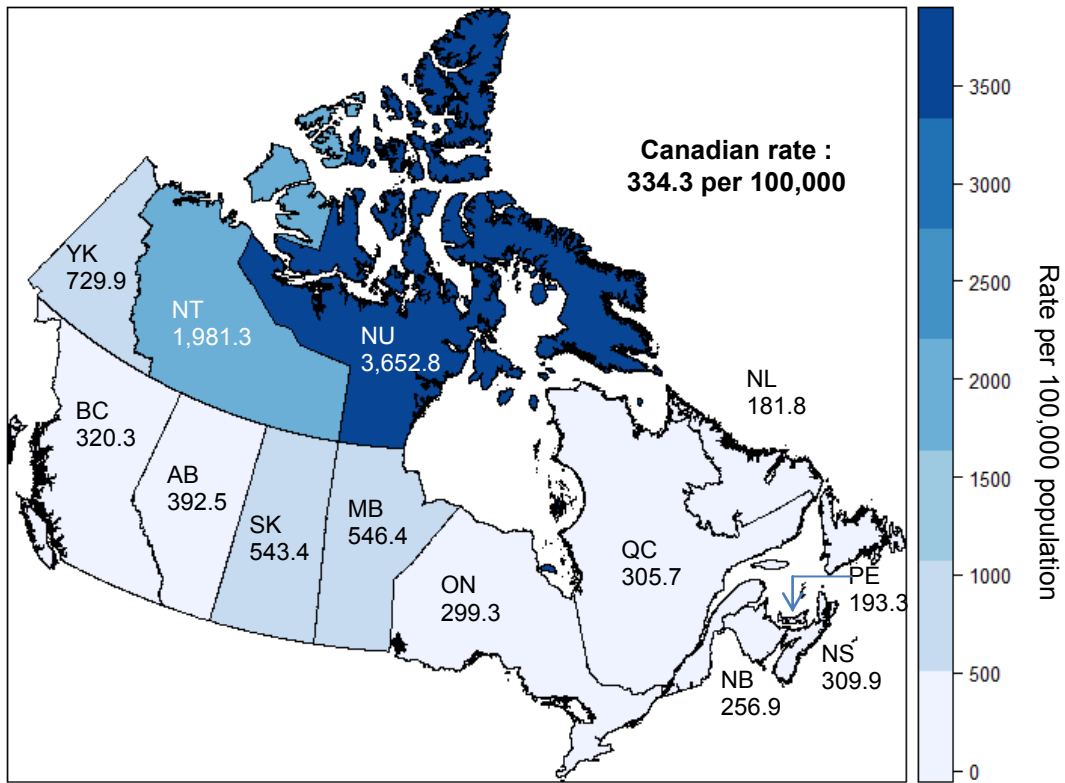 Canadian rate :
334.3 per 100,000
YK
729.9
NT
1,981.3
NU
3,652.8
NL
181.8
BC
320.3
AB
392.5
SK
543.4
MB
546.4
ON
299.3
QC
305.7
PE
193.3
NS
309.9
NB
256.9
3500
3000
2500
2000
1500
1000
500
0
Rate per 100,000 population